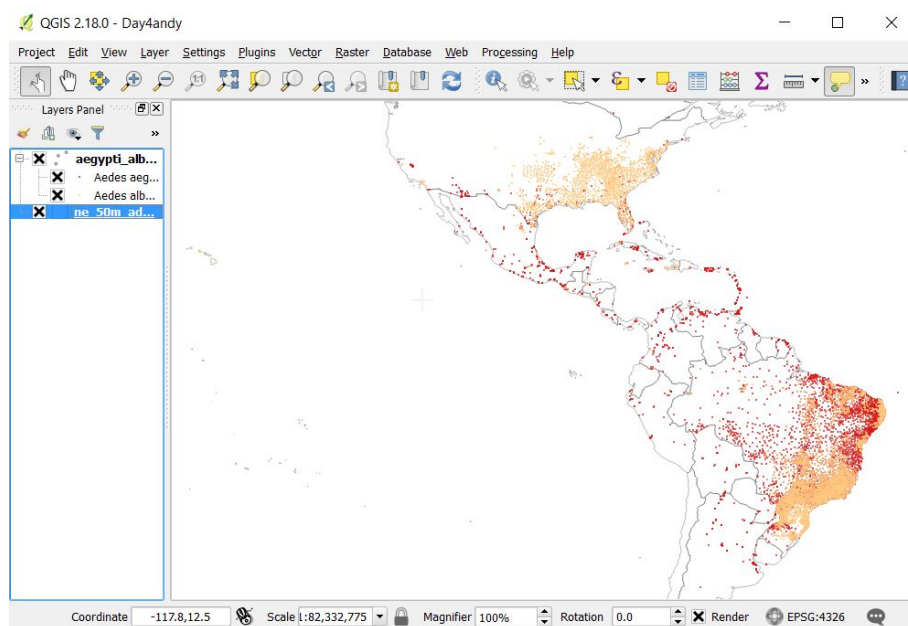 QGIS 2.18.0 - Day4andy
Project Edit View Layer Settings Plugins Vector Raster Database Web Processing Help
Layers Panel
»
aegypti_alb...
Aedes aeg...
Aedes alb...
ne_50m_ad...
Coordinate -117.8,12.5 Scale 1:82,332,775 Magnifier 100% Rotation 0.0 Render EPSG:4326